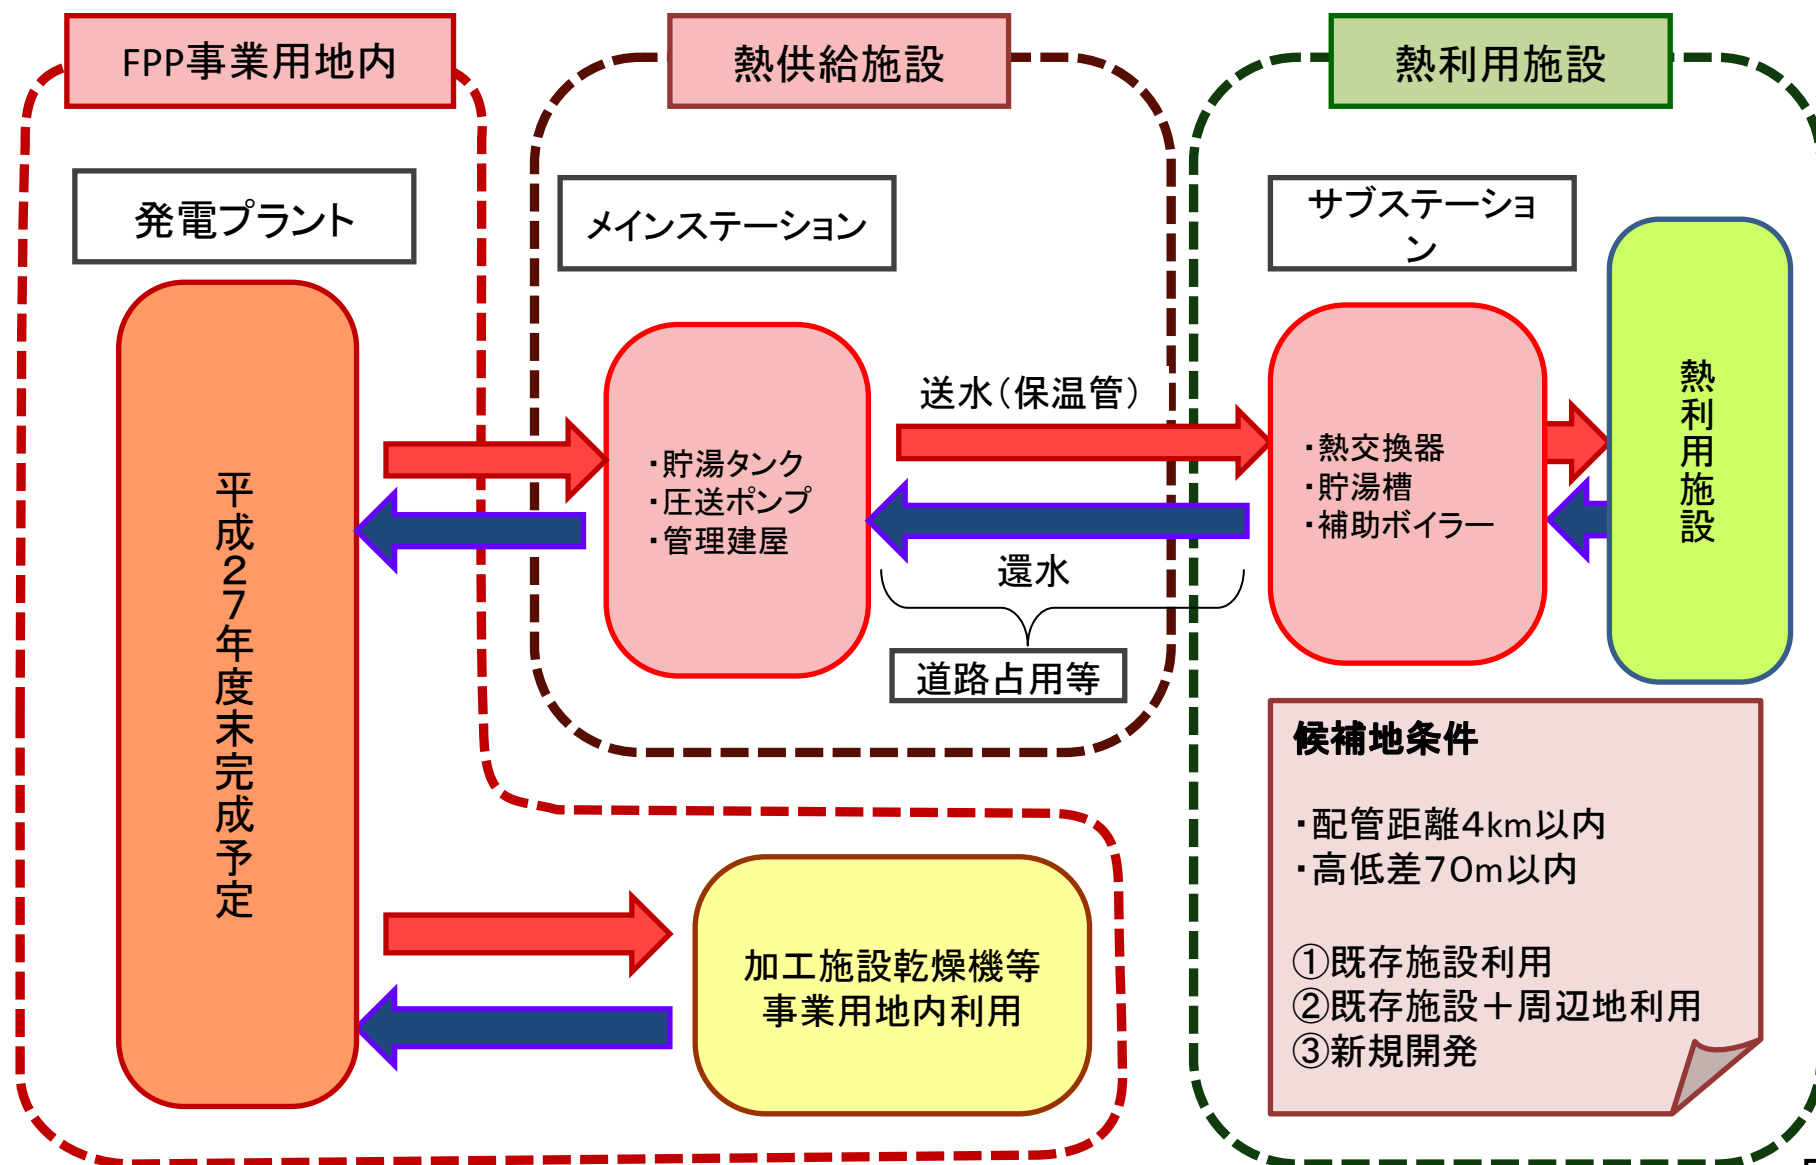 FPP事業用地内
熱供給施設
熱利用施設
発電プラント
メインステーション
サブステーショ
ン
平成27年度末完成予定
・貯湯タンク
・圧送ポンプ
・管理建屋
送水(保温管)
還水
道路占用等
・熱交換器
・貯湯槽
・補助ボイラー
熱利用施設
加工施設乾燥機等
事業用地内利用
候補地条件
・配管距離4km以内
・高低差70m以内
①既存施設利用
②既存施設+周辺地利用
③新規開発